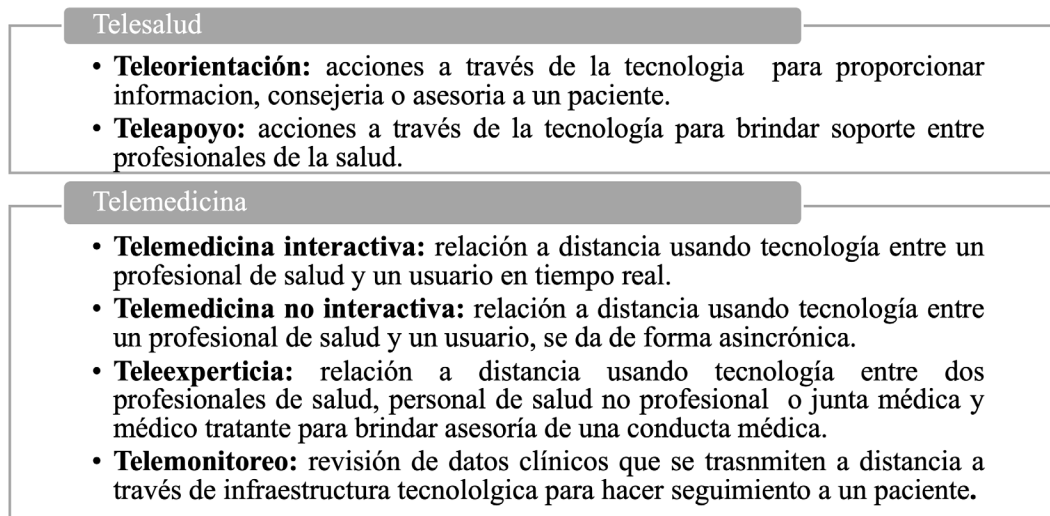 Telesalud
• Teleorientación: acciones a través de la tecnologia para proporcionar
informacion, consejeria o asesoria a un paciente.
• Teleapoyo: acciones a través de la tecnología para brindar soporte entre
profesionales de la salud.
Telemedicina
• Telemedicina interactiva: relación a distancia usando tecnología entre un
profesional de salud y un usuario en tiempo real.
• Telemedicina no interactiva: relación a distancia usando tecnología entre
un profesional de salud y un usuario, se da de forma asincrónica.
• Teleexperticia: relación a distancia usando tecnología entre dos
profesionales de salud, personal de salud no profesional o junta médica y
médico tratante para brindar asesoría de una conducta médica.
• Telemonitoreo: revisión de datos clínicos que se trasnmiten a distancia a
través de infraestructura tecnololgica para hacer seguimiento a un paciente.